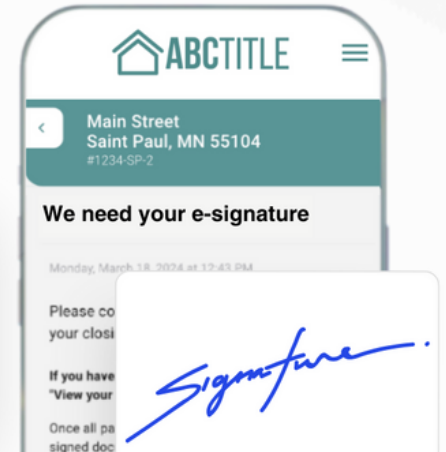 ABCTITLE
Main Street
Saint Paul, MN 55104
#1234-SP-2
We need your e-signature
Monday, March 18, 2024 at 12:43 PM
Please co
your closi
If you have
"View your
Once all pa
signed doc
Signature